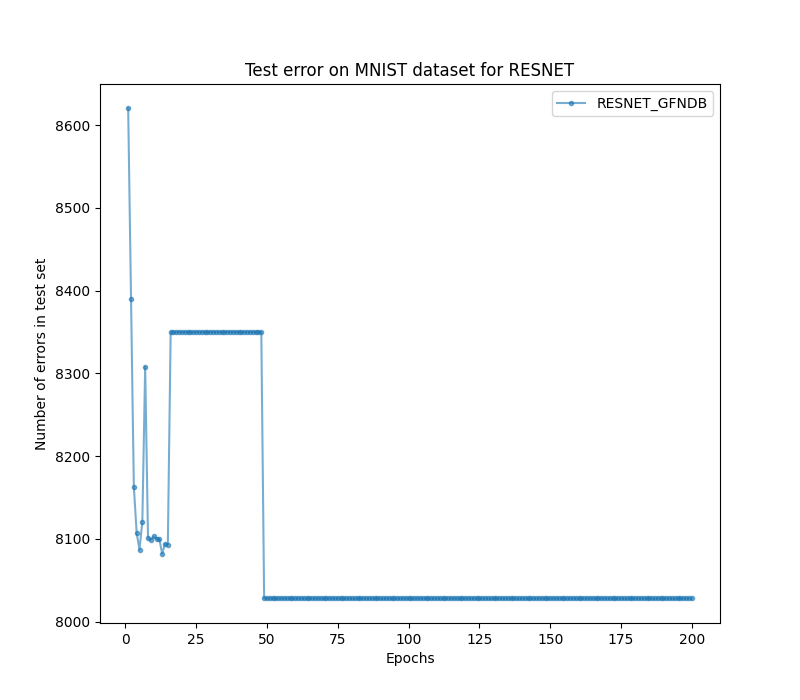 Test error on MNIST dataset for RESNET
RESNET_GFNDB
8600
8500
8400
8300
8200
8100
8000
Number of errors in test set
0 25 50 75 100 125 150 175 200
Epochs